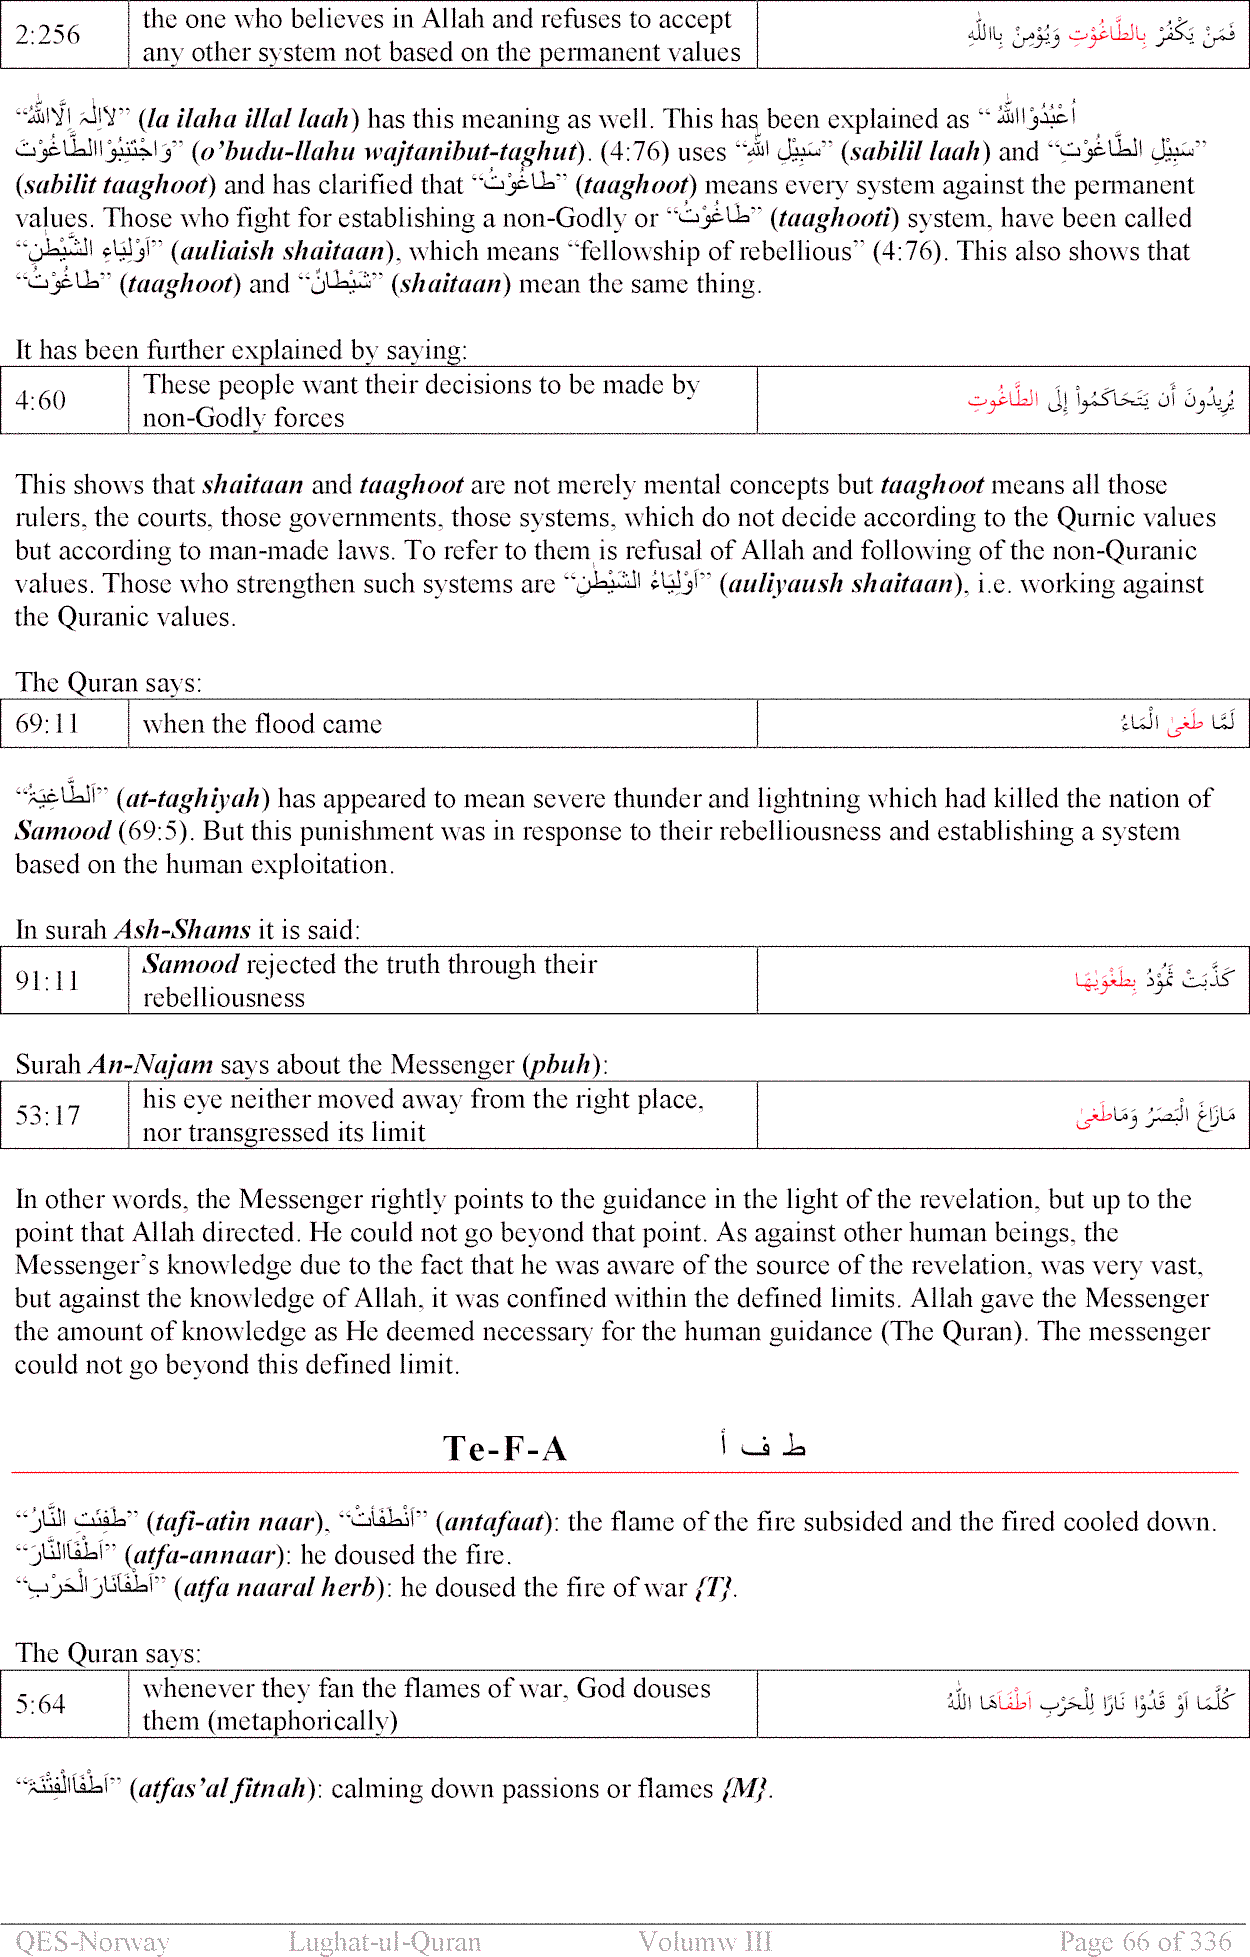 2:256 the one who believes in Allah and refuses to accept فَمَنْ يَكْفُرْ بِالطَّاغُوْتِ وَيُؤْمِنْ بِااللّٰهِ
any other system not based on the permanent values
“لَااِلٰہَ اِلَّااللّٰہُ” (la ilaha illal laah) has this meaning as well. This has been explained as “اُعْبُدُوْااللّٰہَ
وَاجْتَنِبُوْاالطَّاغُوْتَ” (o’budu-llahu wajtanibut-taghut). (4:76) uses “سَبِیْلِ اللّٰہِ” (sabilil laah) and “سَبِیْلِ الطَّاغُوْتِ”
(sabilit taaghoot) and has clarified that “طَاغُوْتُ” (taaghoot) means every system against the permanent
values. Those who fight for establishing a non-Godly or “طَاغُوْتُ” (taaghooti) system, have been called
“اَوْلِیَاءِ الشَّیْطٰنِ” (auliaish shaitaan), which means “fellowship of rebellious” (4:76). This also shows that
“طَاغُوْتُ” (taaghoot) and “شَیْطَانٌ” (shaitaan) mean the same thing.
It has been further explained by saying:
4:60 These people want their decisions to be made by يُرِيدُونَ أَن يَتَحَاكَمُواْ إِلَى الطَّاغُوتِ
non-Godly forces
This shows that shaitaan and taaghoot are not merely mental concepts but taaghoot means all those
rulers, the courts, those governments, those systems, which do not decide according to the Qurnic values
but according to man-made laws. To refer to them is refusal of Allah and following of the non-Quranic
values. Those who strengthen such systems are “اَوْلِیَاءُ الشَیْطٰنِ” (auliyaush shaitaan), i.e. working against
the Quranic values.
The Quran says:
69:11 when the flood came لَمَّا طَغیٰ الْمَاءُ
“اَلطَّاغِیَۃُ” (at-taghiyah) has appeared to mean severe thunder and lightning which had killed the nation of
Samood (69:5). But this punishment was in response to their rebelliousness and establishing a system
based on the human exploitation.
In surah Ash-Shams it is said:
91:11 Samood rejected the truth through their كَذَّبَتْ ثَمُوْدُ بِطَغْوَیٰھَا
rebelliousness
Surah An-Najam says about the Messenger (pbuh):
53:17 his eye neither moved away from the right place, مَازَاغَ الْبَصَرُ وَمَاطَغیٰ
nor transgressed its limit
In other words, the Messenger rightly points to the guidance in the light of the revelation, but up to the
point that Allah directed. He could not go beyond that point. As against other human beings, the
Messenger’s knowledge due to the fact that he was aware of the source of the revelation, was very vast,
but against the knowledge of Allah, it was confined within the defined limits. Allah gave the Messenger
the amount of knowledge as He deemed necessary for the human guidance (The Quran). The messenger
could not go beyond this defined limit.
Te-F-A ط ف أ
“طَفِئَتِ النَّارُ” (tafi-atin naar), “اَنْطَفَأتْ” (antafaat): the flame of the fire subsided and the fired cooled down.
“اَطْفَاَالنَّارَ” (atfa-annaar): he doused the fire.
“اَطْفَاَنَارَالْحَرْبِ” (atfa naaral herb): he doused the fire of war {T}.
The Quran says:
5:64 whenever they fan the flames of war, God douses كُلَّمَا اَوْ قَدُوْا نَارًا لِلْحَرْبِ اَطْفَاَهَا اللّٰهُ
them (metaphorically)
“اَطْفَاَالْفِتْنَۃَ” (atfas’al fitnah): calming down passions or flames {M}.
QES-Norway Lughat-ul-Quran Volumw III Page 66 of 336